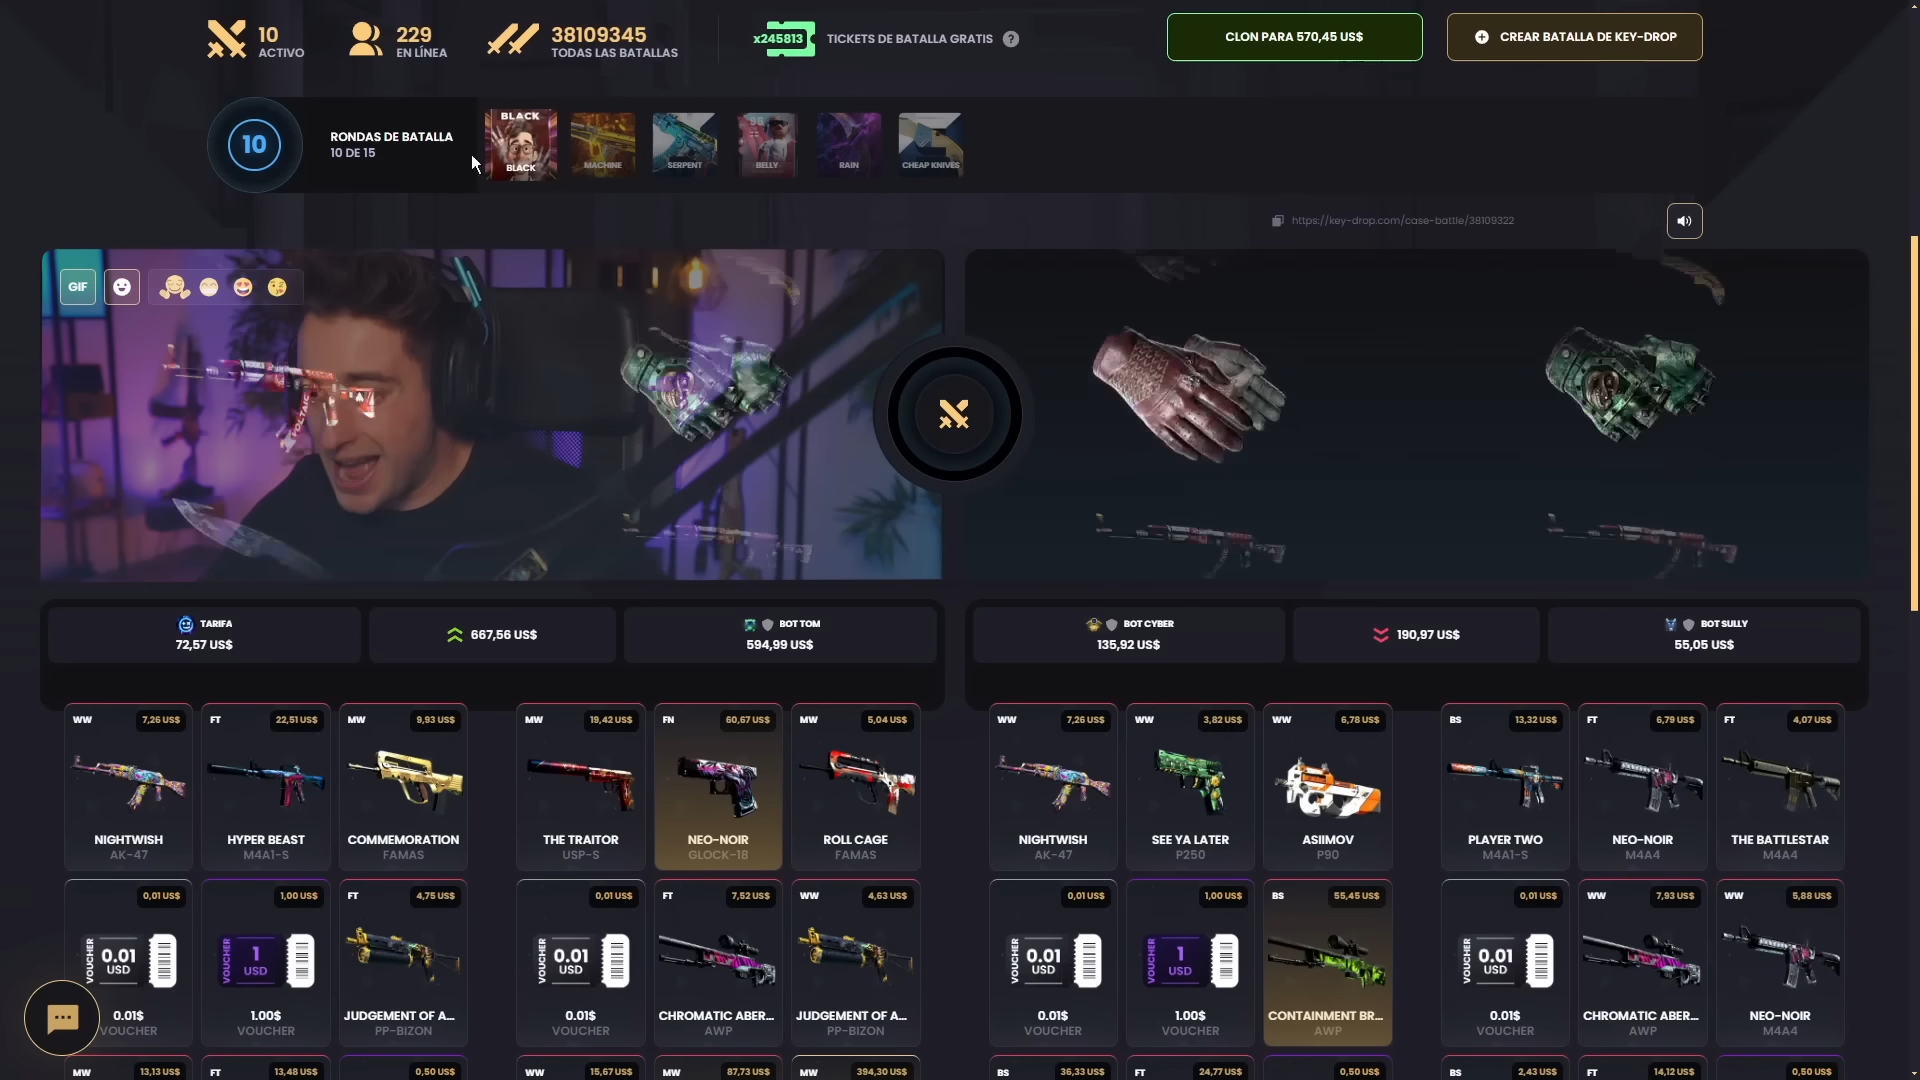 10
ACTIVO
229
EN LÍNEA
38109345
TODAS LAS BATALLAS
x245813
TICKETS DE BATALLA GRATIS
?
CLON PARA 570,45 US$
CREAR BATALLA DE KEY-DROP
10
RONDAS DE BATALLA
10 DE 15
BLACK
BLACK
MACHINE
SERPENT
BELLY
RAIN
CHEAP KNIVES
https://key-drop.com/case-battle/38109322
GIF
TARIFA
72,57 US$
667,56 US$
BOT TOM
594,99 US$
BOT CYBER
135,92 US$
190,97 US$
BOT SULLY
55,05 US$
WW 7,26 US$
NIGHTWISH
AK-47
FT 22,51 US$
HYPER BEAST
M4A1-S
MW 9,93 US$
COMMEMORATION
FAMAS
MW 19,42 US$
THE TRAITOR
USP-S
FN 60,67 US$
NEO-NOIR
GLOCK-18
MW 5,04 US$
ROLL CAGE
FAMAS
WW 7,26 US$
NIGHTWISH
AK-47
WW 3,82 US$
SEE YA LATER
P250
WW 6,78 US$
ASIIMOV
P90
BS 13,32 US$
PLAYER TWO
M4A1-S
FT 6,79 US$
NEO-NOIR
M4A4
FT 4,07 US$
THE BATTLESTAR
M4A4
0,01 US$
VOUCHER
0.01
USD
0.01$
VOUCHER
1,00 US$
VOUCHER
1
USD
1.00$
VOUCHER
FT 4,75 US$
JUDGEMENT OF A...
PP-BIZON
0,01 US$
VOUCHER
0.01
USD
0.01$
VOUCHER
FT 7,52 US$
CHROMATIC ABER...
AWP
WW 4,63 US$
JUDGEMENT OF A...
PP-BIZON
0,01 US$
VOUCHER
0.01
USD
0.01$
VOUCHER
1,00 US$
VOUCHER
1
USD
1.00$
VOUCHER
BS 55,45 US$
CONTAINMENT BR...
AWP
0,01 US$
VOUCHER
0.01
USD
0.01$
VOUCHER
WW 7,93 US$
CHROMATIC ABER...
AWP
WW 5,88 US$
NEO-NOIR
M4A4
MW 13,13 US$
FT 13,48 US$
0,50 US$
WW 15,67 US$
MW 87,73 US$
MW 394,30 US$
BS 36,33 US$
FT 24,77 US$
0,50 US$
BS 2,43 US$
FT 14,12 US$
0,50 US$